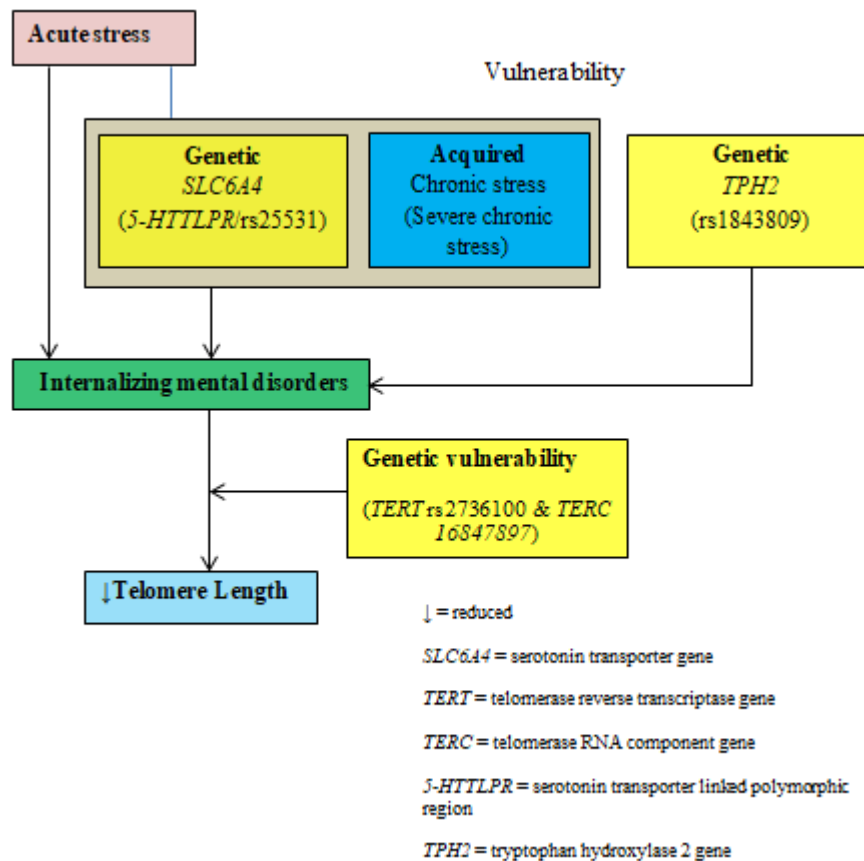 Acute stress
Vulnerability
Genetic
SLC6A4
(5-HTTLPR/rs25531)
Acquired
Chronic stress
(Severe chronic
stress)
Genetic
TPH2
(rs1843809)
Internalizing mental disorders
Genetic vulnerability
(TERT rs2736100 & TERC
16847897)
↓Telomere Length
↓ = reduced
SLC6A4 = serotonin transporter gene
TERT = telomerase reverse transcriptase gene
TERC = telomerase RNA component gene
5-HTTLPR = serotonin transporter linked polymorphic
region
TPH2 = tryptophan hydroxylase 2 gene